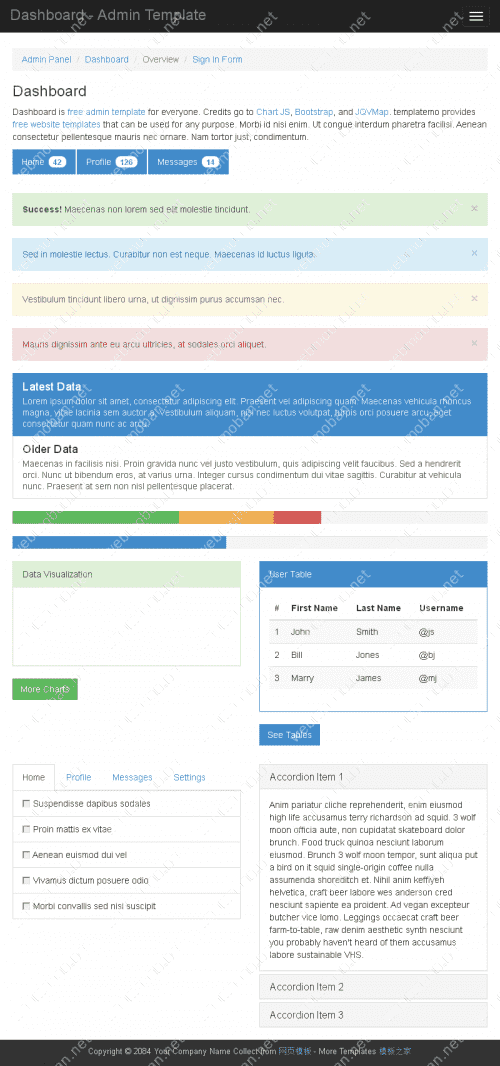 Dashboard - Admin Template
Admin Panel / Dashboard / Overview / Sign In Form
Dashboard
Dashboard is free admin template for everyone. Credits go to Chart JS, Bootstrap, and JQVMap. templatemo provides
free website templates that can be used for any purpose. Morbi id nisi enim. Ut congue interdum pharetra facilisi. Aenean
consectetur pellentesque mauris nec ornare. Nam tortor just, condimentum.
Home 42 Profile 126 Messages 14
Success! Maecenas non lorem sed elit molestie tincidunt. ×
Sed in molestie lectus. Curabitur non est neque. Maecenas id luctus ligula. ×
Vestibulum tincidunt libero urna, ut dignissim purus accumsan nec. ×
Mauris dignissim ante eu arcu ultricies, at sodales orci aliquet. ×
Latest Data
Lorem ipsum dolor sit amet, consectetur adipiscing elit. Praesent vel adipiscing quam. Maecenas vehicula rhoncus
magna, vitae lacinia sem auctor a. Vestibulum aliquam, nisi nec luctus volutpat, turpis orci posuere arcu, eget
consectetur quam nunc ac arcu.
Older Data
Maecenas in facilisis nisi. Proin gravida nunc vel justo vestibulum, quis adipiscing velit faucibus. Sed a hendrerit
orci. Nunc ut bibendum eros, at varius urna. Integer cursus condimentum dui vitae sagittis. Curabitur at vehicula
nunc. Praesent at sem non nisl pellentesque placerat.
Data Visualization
More Charts
User Table
# First Name Last Name Username
1 John Smith @js
2 Bill Jones @bj
3 Marry James @mj
See Tables
Home Profile Messages Settings
Suspendisse dapibus sodales
Proin mattis ex vitae
Aenean euismod dui vel
Vivamus dictum posuere odio
Morbi convallis sed nisi suscipit
Accordion Item 1
Anim pariatur cliche reprehenderit, enim eiusmod
high life accusamus terry richardson ad squid. 3 wolf
moon officia aute, non cupidatat skateboard dolor
brunch. Food truck quinoa nesciunt laborum
eiusmod. Brunch 3 wolf moon tempor, sunt aliqua put
a bird on it squid single-origin coffee nulla
assumenda shoreditch et. Nihil anim keffiyeh
helvetica, craft beer labore wes anderson cred
nesciunt sapiente ea proident. Ad vegan excepteur
butcher vice lomo. Leggings occaecat craft beer
farm-to-table, raw denim aesthetic synth nesciunt
you probably haven't heard of them accusamus
labore sustainable VHS.
Accordion Item 2
Accordion Item 3
Copyright © 2084 Your Company Name Collect from 网页模板 - More Templates 模板之家